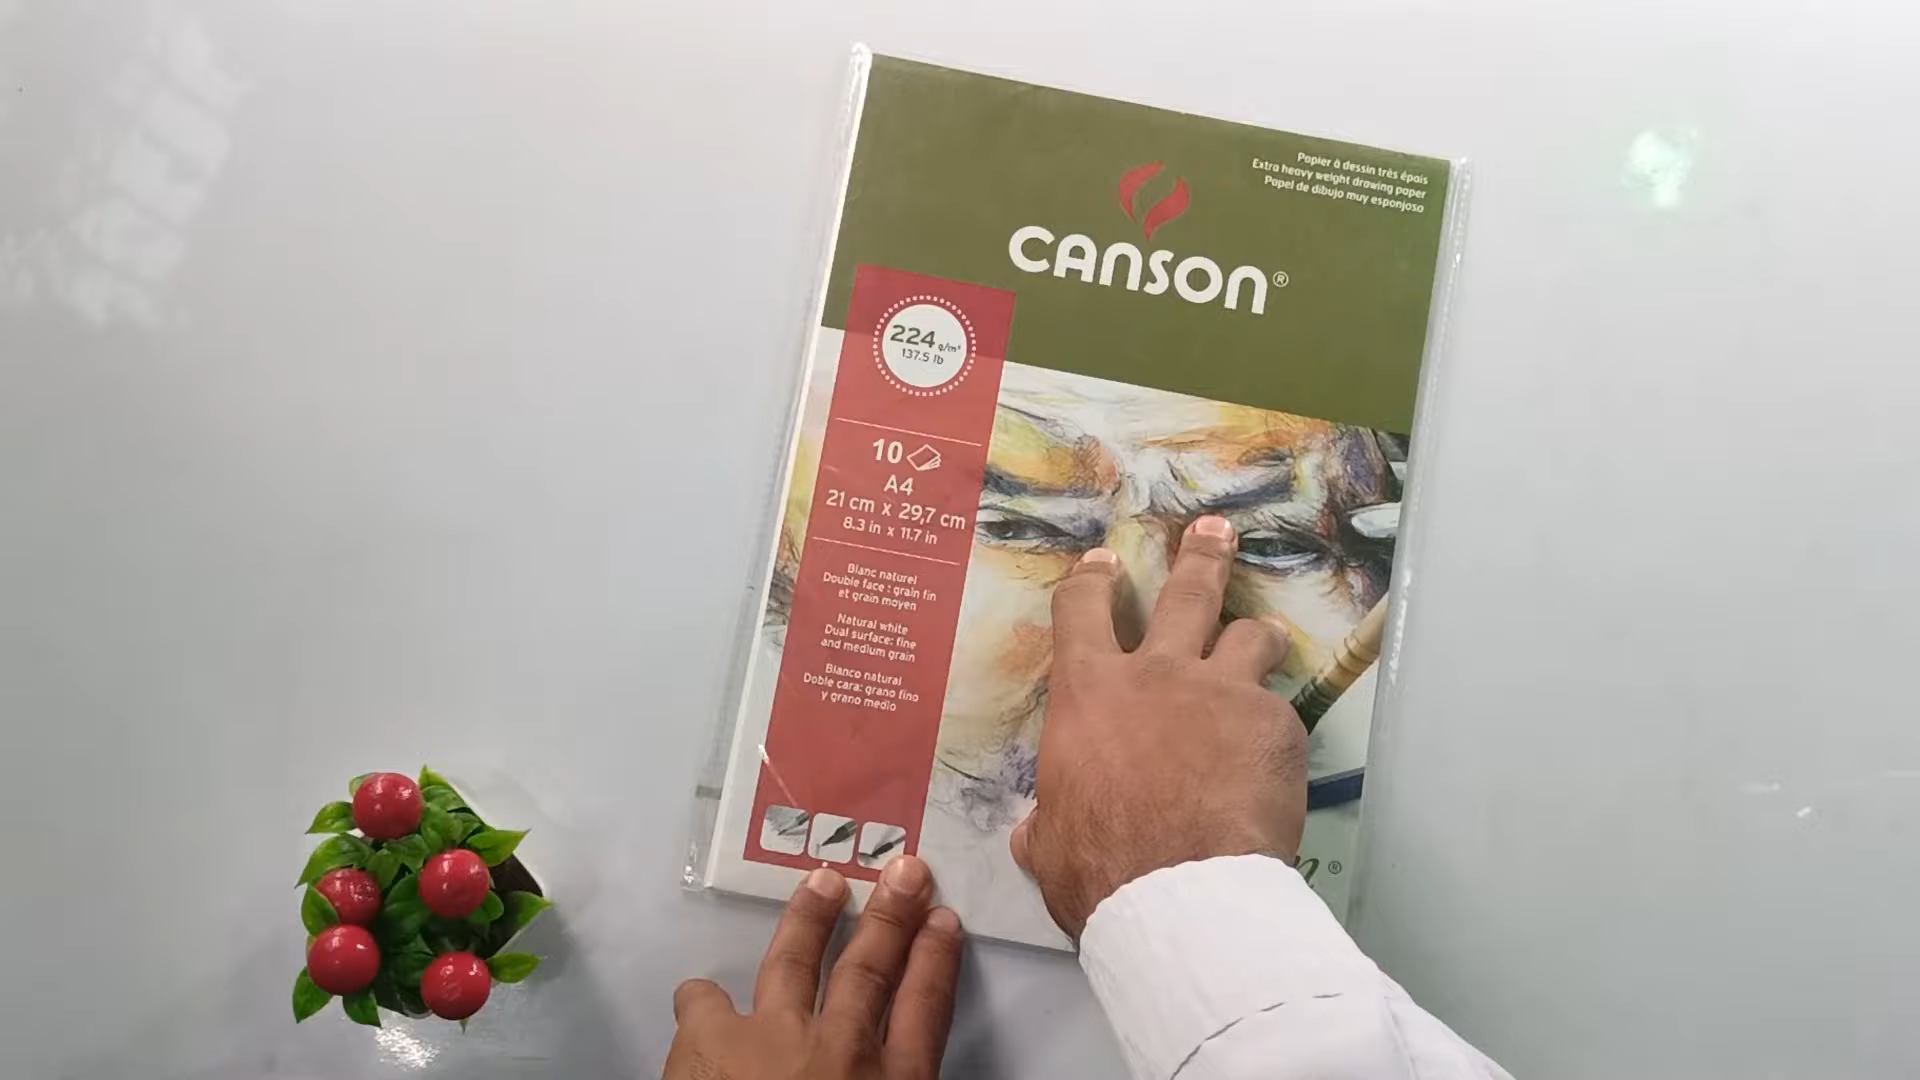 Papier à dessin très épais
Extra heavy weight drawing paper
Papel de dibujo muy esponjoso
CANSON®
224 g/m²
137.5 lb
10
A4
21 cm x 29,7 cm
8.3 in x 11.7 in
Blanc naturel
Double face : grain fin
et grain moyen
Natural white
Dual surface: fine
and medium grain
Blanco natural
Doble cara: grano fino
y grano medio
®